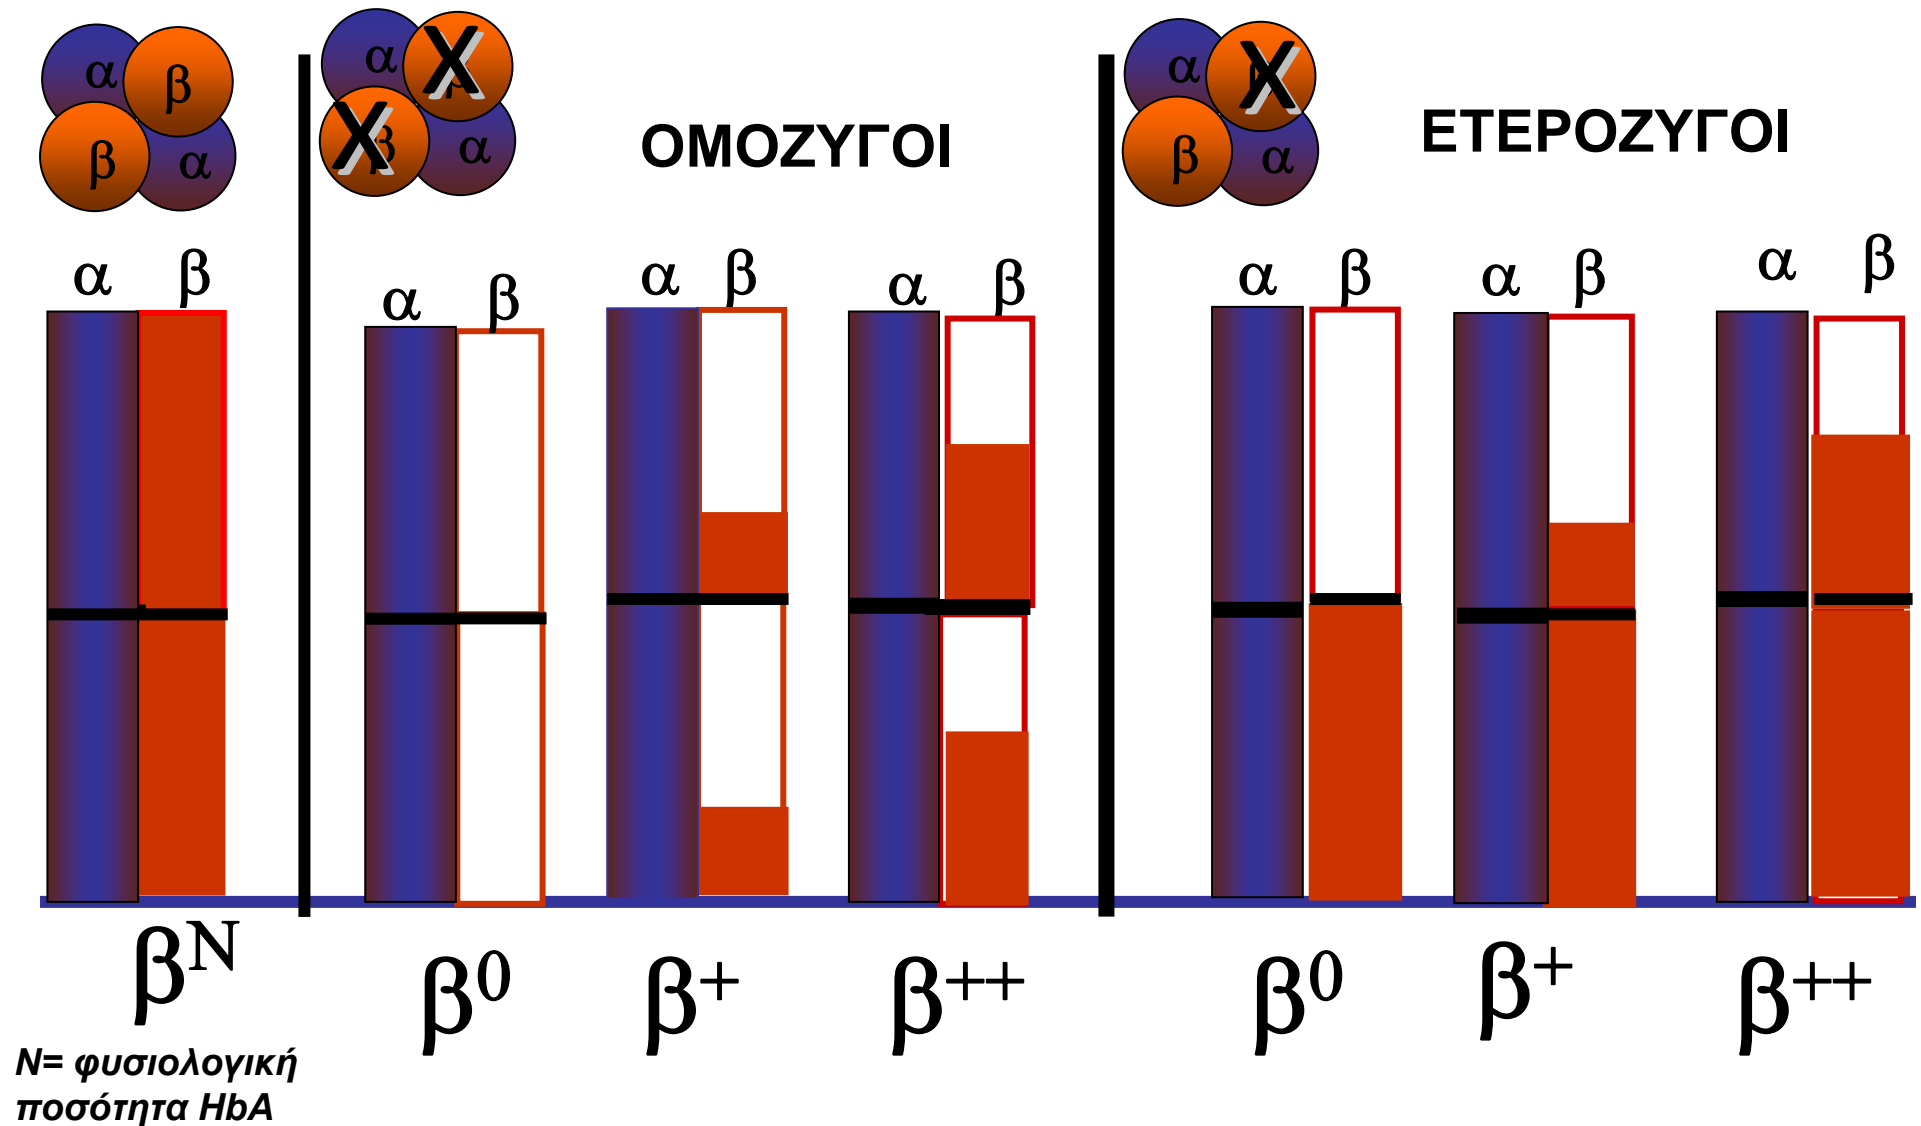 α β
β α
α X
X β α
ΟΜΟΖΥΓΟΙ
α X
β α
ΕΤΕΡΟΖΥΓΟΙ
α β
α β
α β
α β
α β
α β
α β
βN
β0
β+
β++
β0
β+
β++
N= φυσιολογική
ποσότητα HbA